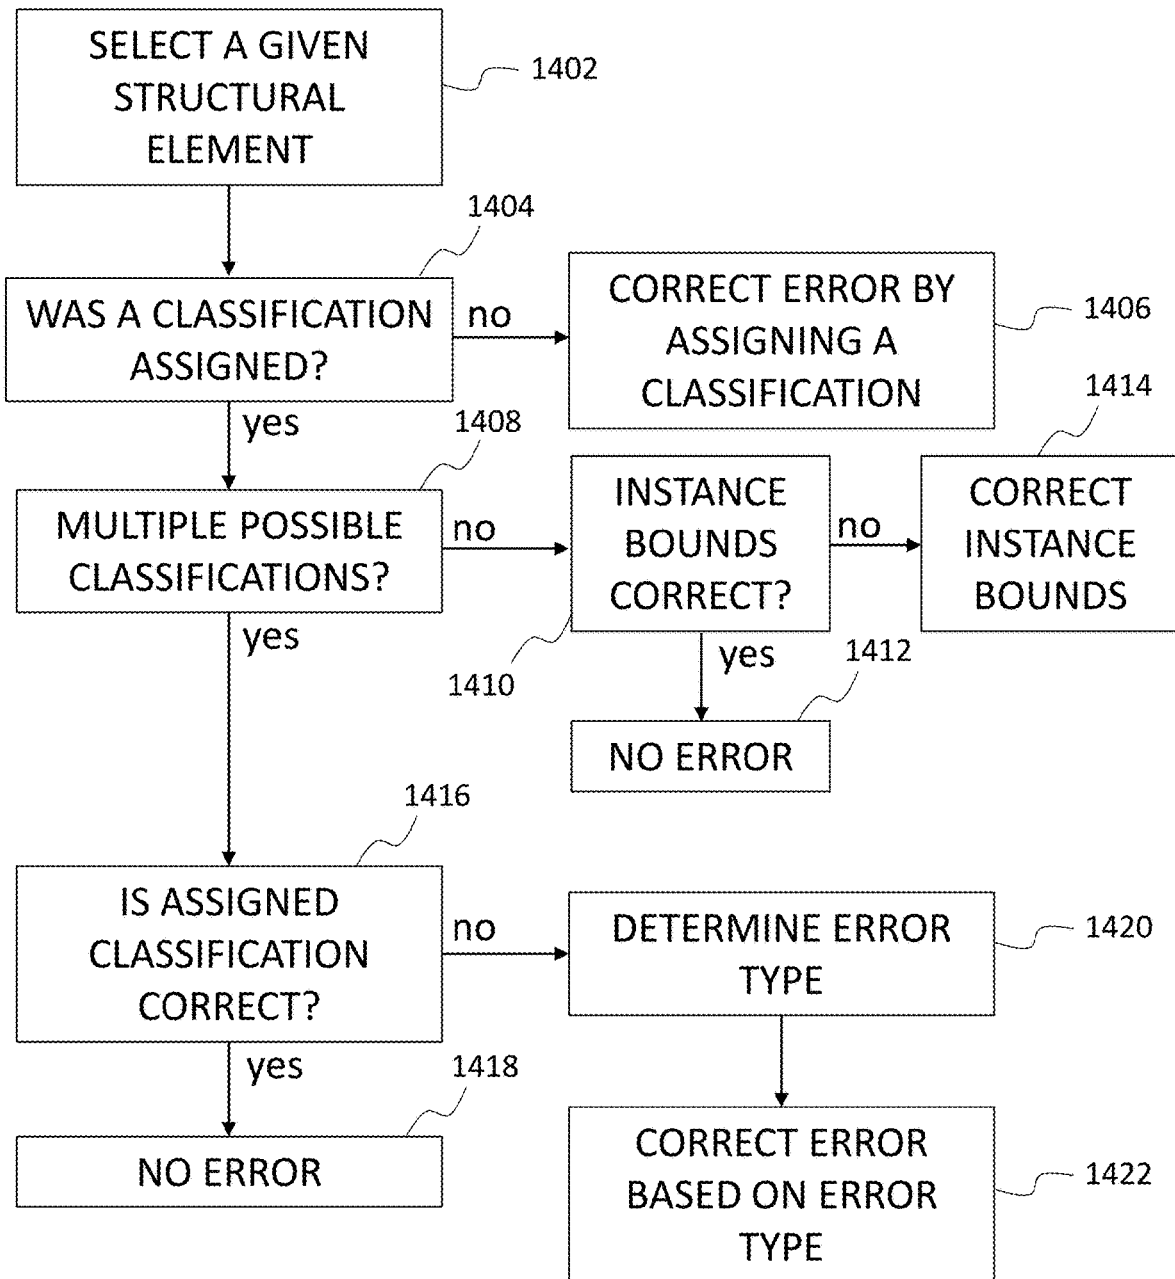 SELECT A GIVEN
STRUCTURAL
ELEMENT
1402
1404
WAS A CLASSIFICATION
ASSIGNED?
no
CORRECT ERROR BY
ASSIGNING A
CLASSIFICATION
1406
yes
1408
MULTIPLE POSSIBLE
CLASSIFICATIONS?
no
INSTANCE
BOUNDS
CORRECT?
1410
no
1414
CORRECT
INSTANCE
BOUNDS
yes
1412
NO ERROR
yes
1416
IS ASSIGNED
CLASSIFICATION
CORRECT?
no
DETERMINE ERROR
TYPE
1420
yes
1418
NO ERROR
CORRECT ERROR
BASED ON ERROR
TYPE
1422